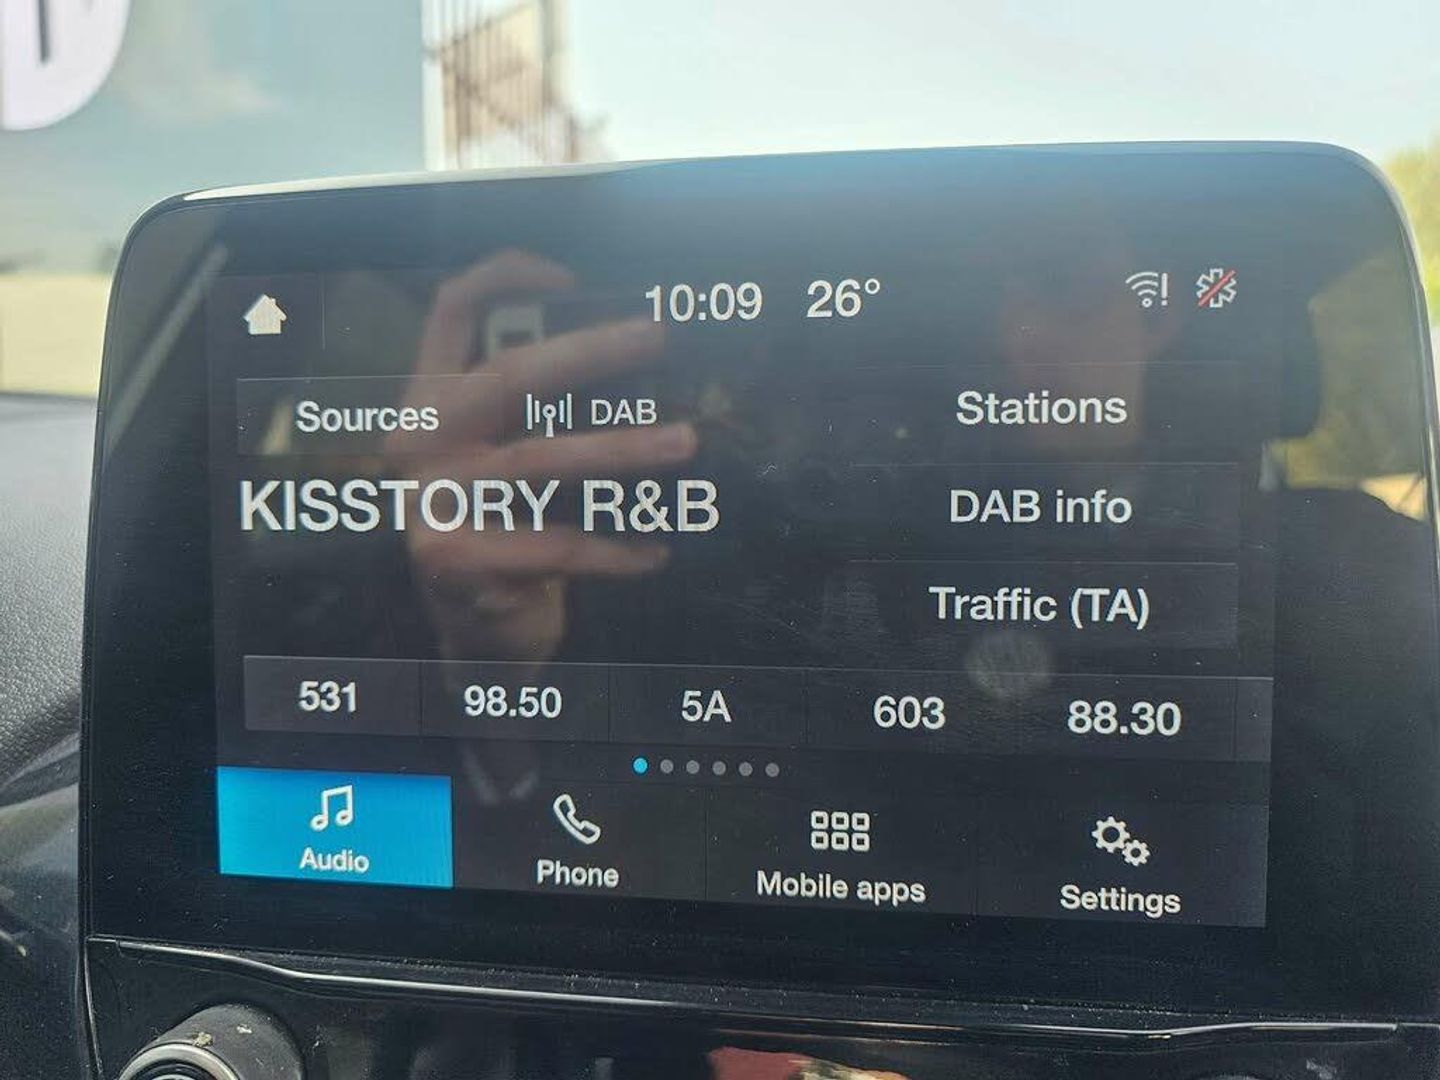 10:09 26°
Sources DAB Stations
KISSTORY R&B
DAB info
Traffic (TA)
531 98.50 5A 603 88.30
Audio Phone Mobile apps Settings